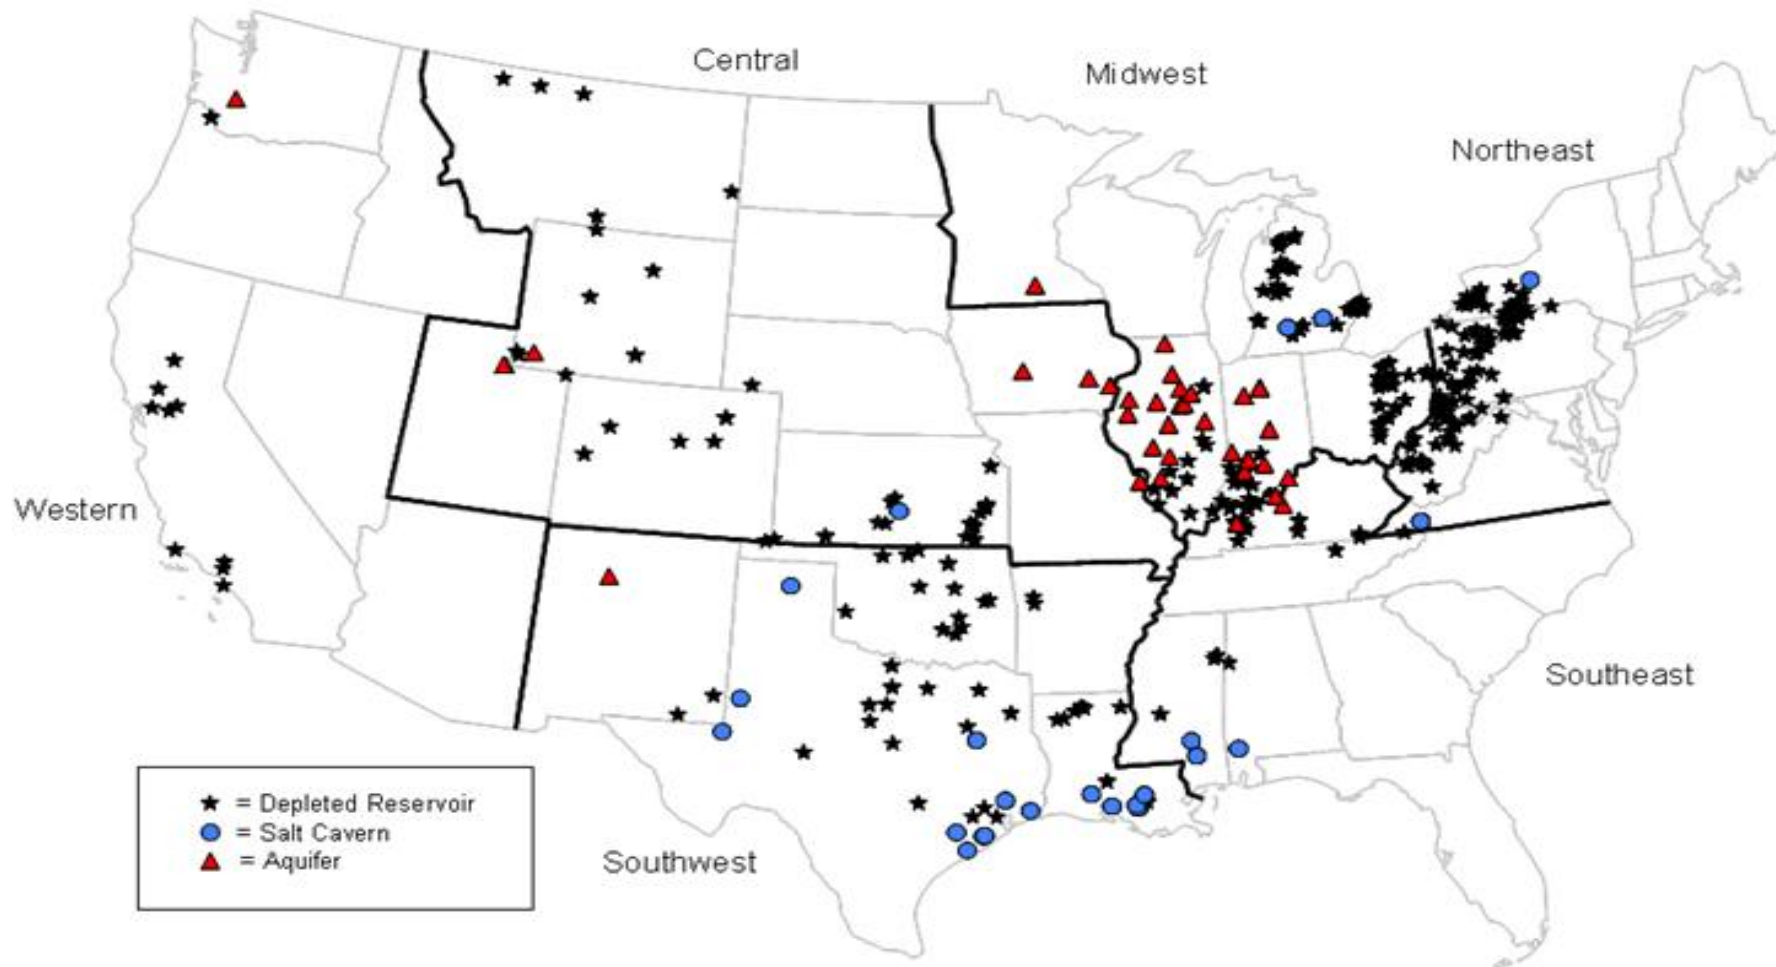 Central
Midwest
Northeast
Western
Southeast
Southwest
= Depleted Reservoir
= Salt Cavern
= Aquifer